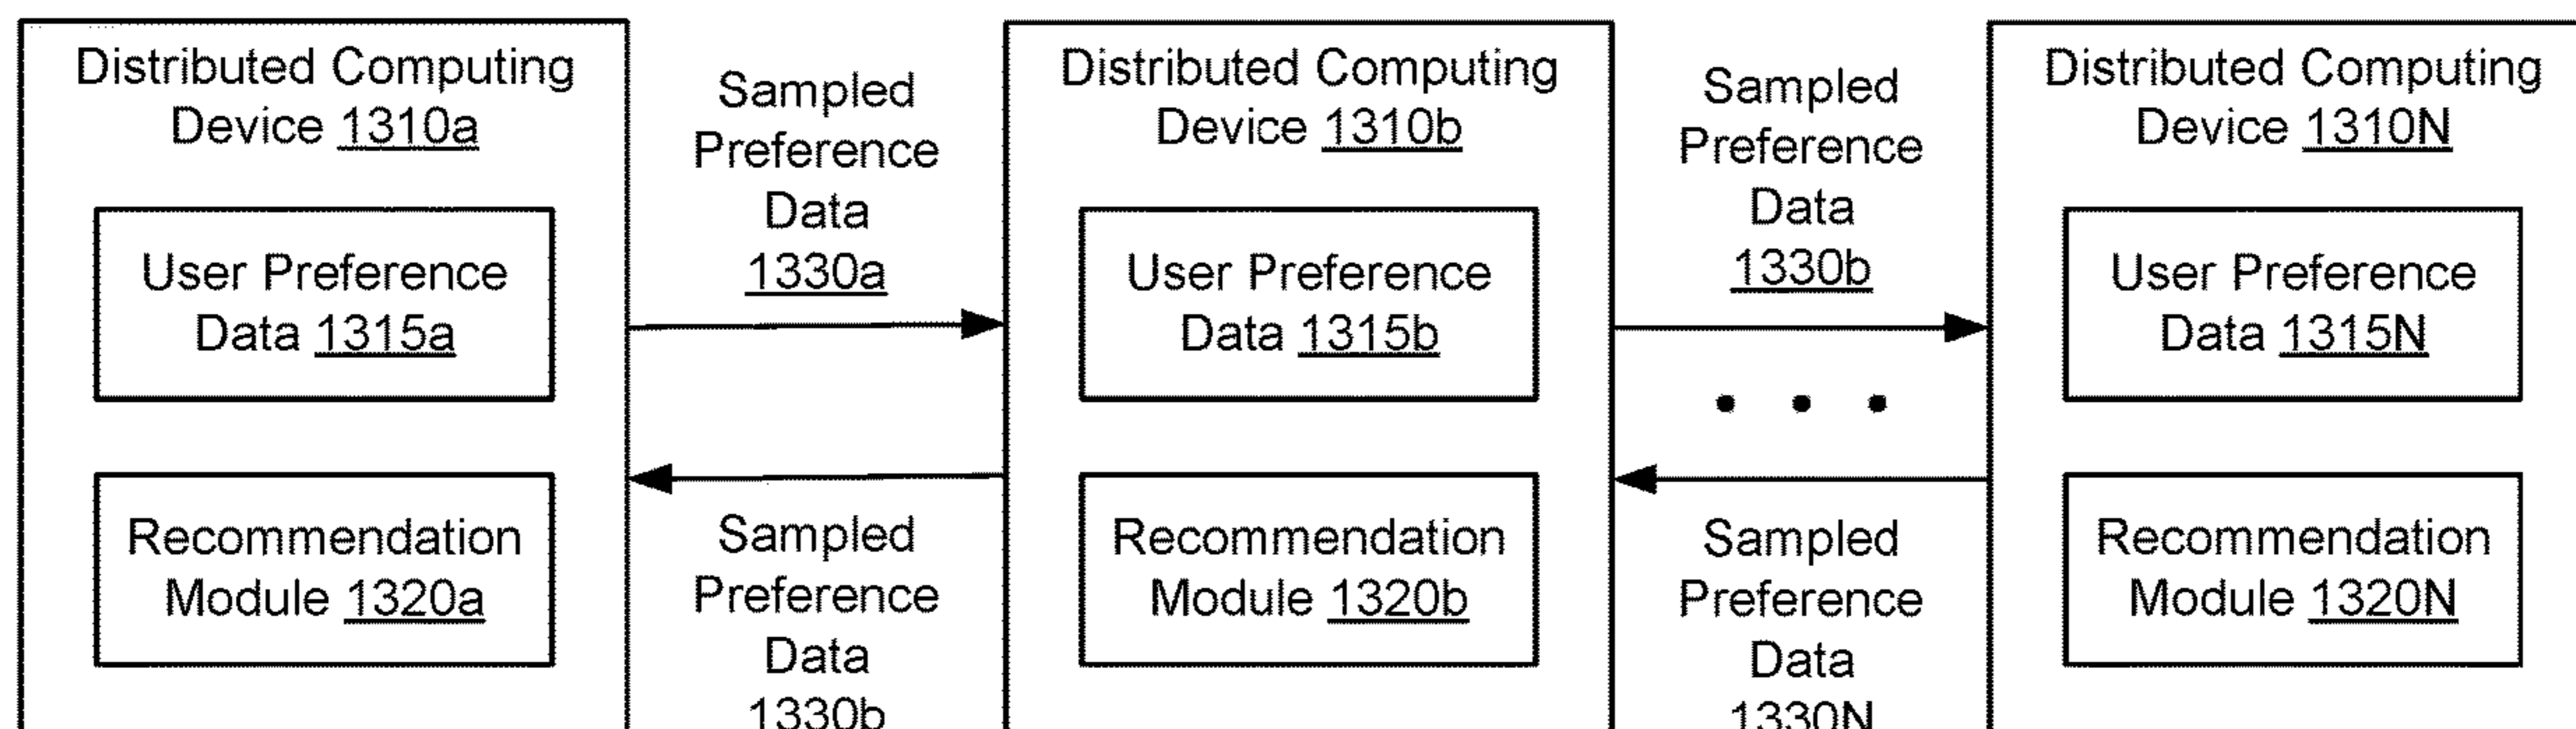 Distributed Computing
Device 1310a
User Preference
Data 1315a
Recommendation
Module 1320a
Sampled
Preference
Data
1330a
Sampled
Preference
Data
1330b
Distributed Computing
Device 1310b
User Preference
Data 1315b
Recommendation
Module 1320b
Sampled
Preference
Data
1330b
Sampled
Preference
Data
1330N
Distributed Computing
Device 1310N
User Preference
Data 1315N
Recommendation
Module 1320N